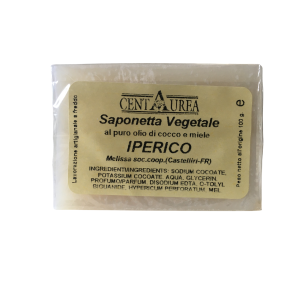 CENTAUREA
Saponetta Vegetale
al puro olio di cocco e miele
IPERICO
Melissa soc.coop.(Castelliri-FR)
INGREDIENTI/INGREDIENTS: SODIUM COCOATE,
POTASSIUM COCOATE, AQUA, GLYCERIN,
PROFUMO/PARFUM, DISODIUM EDTA, O-TOLYL
BIGUANIDE, HYPERICUM PERFORATUM, MEL
Lavorazione artigianale a freddo
Peso netto all'origine 100 g. e